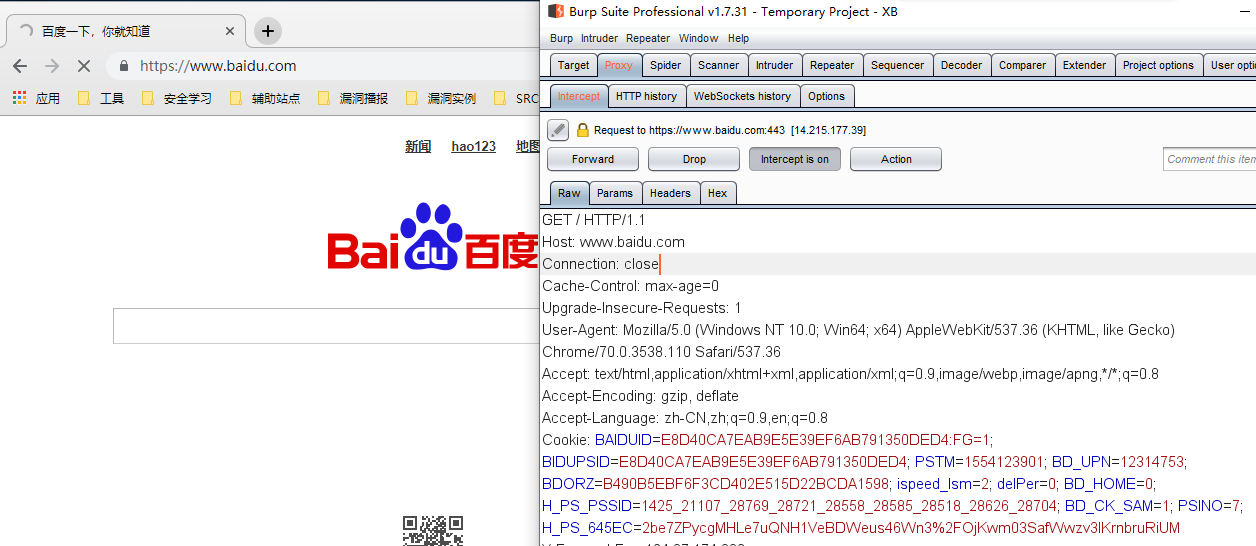 百度一下，你就知道
https://www.baidu.com
应用 工具 安全学习 辅助站点 漏洞播报 漏洞实例 SRC
新闻 hao123 地图
Bai du 百度
Burp Suite Professional v1.7.31 - Temporary Project - XB
Burp Intruder Repeater Window Help
Target Proxy Spider Scanner Intruder Repeater Sequencer Decoder Comparer Extender Project options User optio
Intercept HTTP history WebSockets history Options
Request to https://www.baidu.com:443 [14.215.177.39]
Forward Drop Intercept is on Action Comment this item
Raw Params Headers Hex
GET / HTTP/1.1
Host: www.baidu.com
Connection: close
Cache-Control: max-age=0
Upgrade-Insecure-Requests: 1
User-Agent: Mozilla/5.0 (Windows NT 10.0; Win64; x64) AppleWebKit/537.36 (KHTML, like Gecko)
Chrome/70.0.3538.110 Safari/537.36
Accept: text/html,application/xhtml+xml,application/xml;q=0.9,image/webp,image/apng,*/*;q=0.8
Accept-Encoding: gzip, deflate
Accept-Language: zh-CN,zh;q=0.9,en;q=0.8
Cookie: BAIDUID=E8D40CA7EAB9E5E39EF6AB791350DED4:FG=1;
BIDUPSID=E8D40CA7EAB9E5E39EF6AB791350DED4; PSTM=1554123901; BD_UPN=12314753;
BDORZ=B490B5EBF6F3CD402E515D22BCDA1598; ispeed_lsm=2; delPer=0; BD_HOME=0;
H_PS_PSSID=1425_21107_28769_28721_28558_28585_28518_28626_28704; BD_CK_SAM=1; PSINO=7;
H_PS_645EC=2be7ZPycgMHLe7uQNH1VeBDWeus46Wn3%2FOjKwm03SafWwzv3lKrnbruRiUM